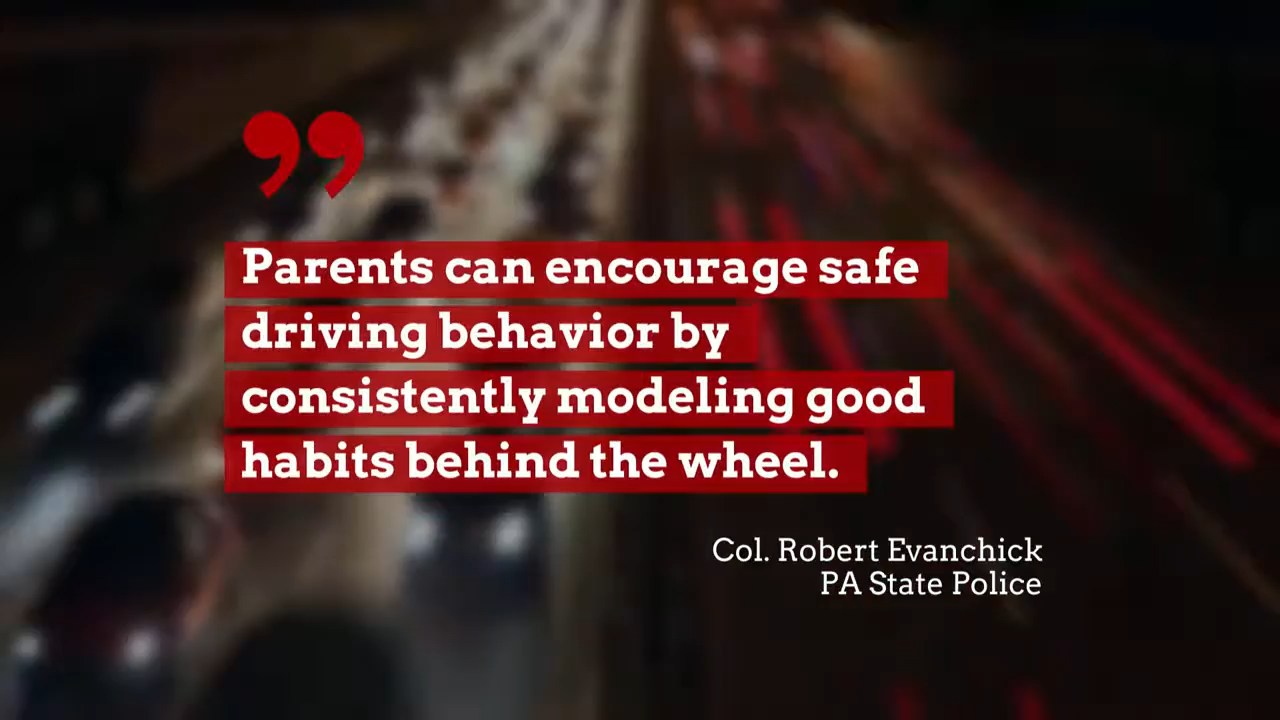 ”
Parents can encourage safe
driving behavior by
consistently modeling good
habits behind the wheel.
Col. Robert Evanchick
PA State Police